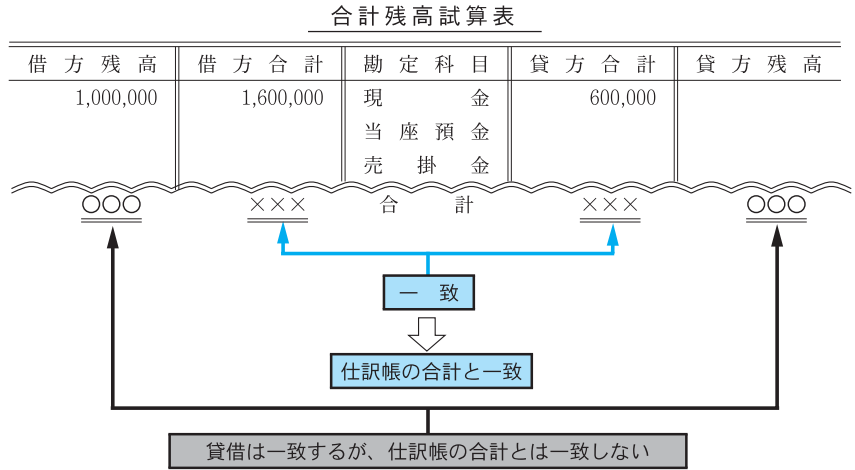 合計残高試算表
借方残高 借方合計 勘定科目 貸方合計 貸方残高
1,000,000 1,600,000 現金 600,000
当座預金
売掛金
○○○ ××× 合計 ××× ○○○
一致
仕訳帳の合計と一致
貸借は一致するが、仕訳帳の合計とは一致しない